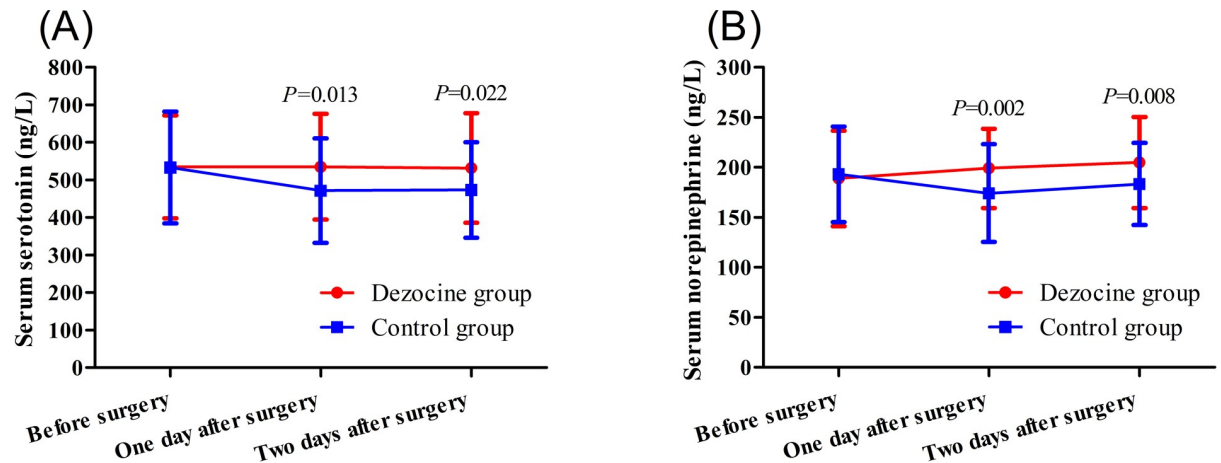 (A)
Serum serotonin (ng/L)
800
700
600
500
400
300
200
100
0
P=0.013
P=0.022
Dezocine group
Control group
Before surgery
One day after surgery
Two days after surgery
(B)
Serum norepinephrine (ng/L)
300
250
200
150
100
50
0
P=0.002
P=0.008
Dezocine group
Control group
Before surgery
One day after surgery
Two days after surgery